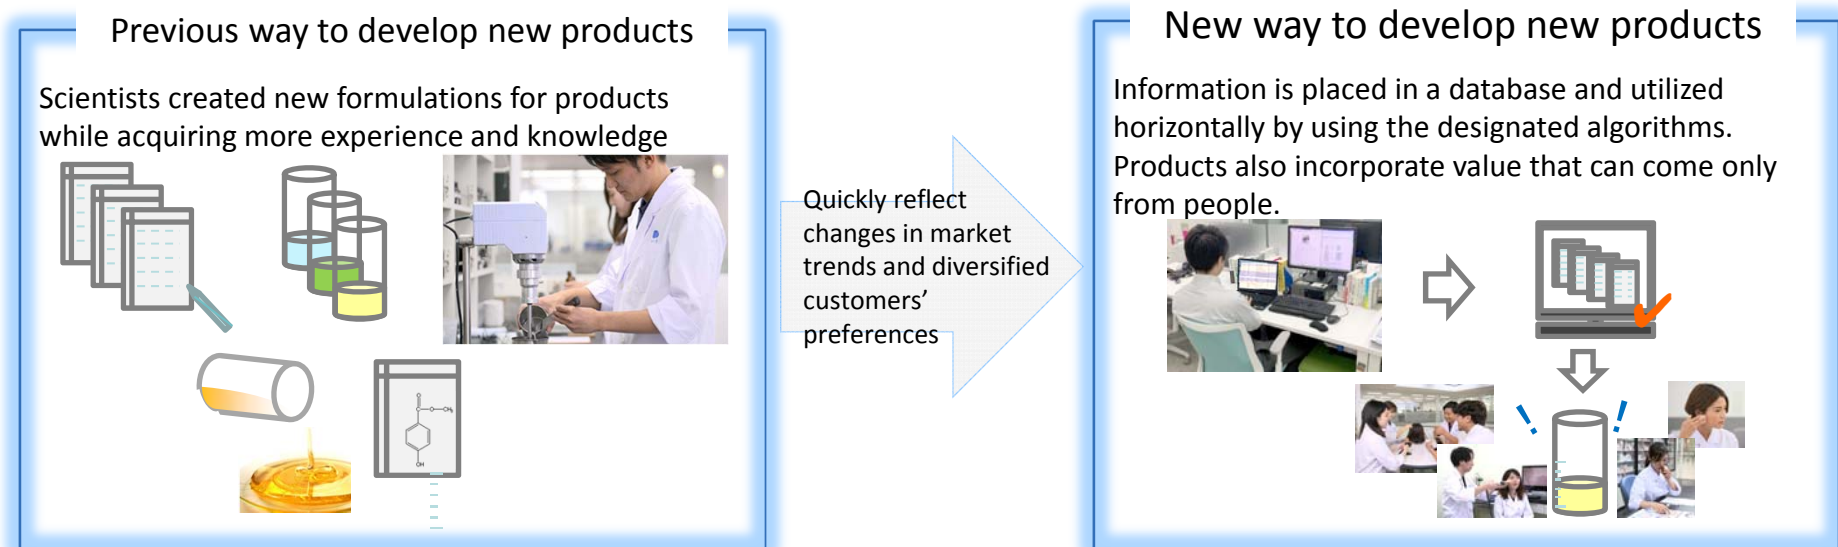 Previous way to develop new products
Scientists created new formulations for products
while acquiring more experience and knowledge
O
C
O
CH₃
OH
Quickly reflect
changes in market
trends and diversified
customers’
preferences
New way to develop new products
Information is placed in a database and utilized
horizontally by using the designated algorithms.
Products also incorporate value that can come only
from people.
! !